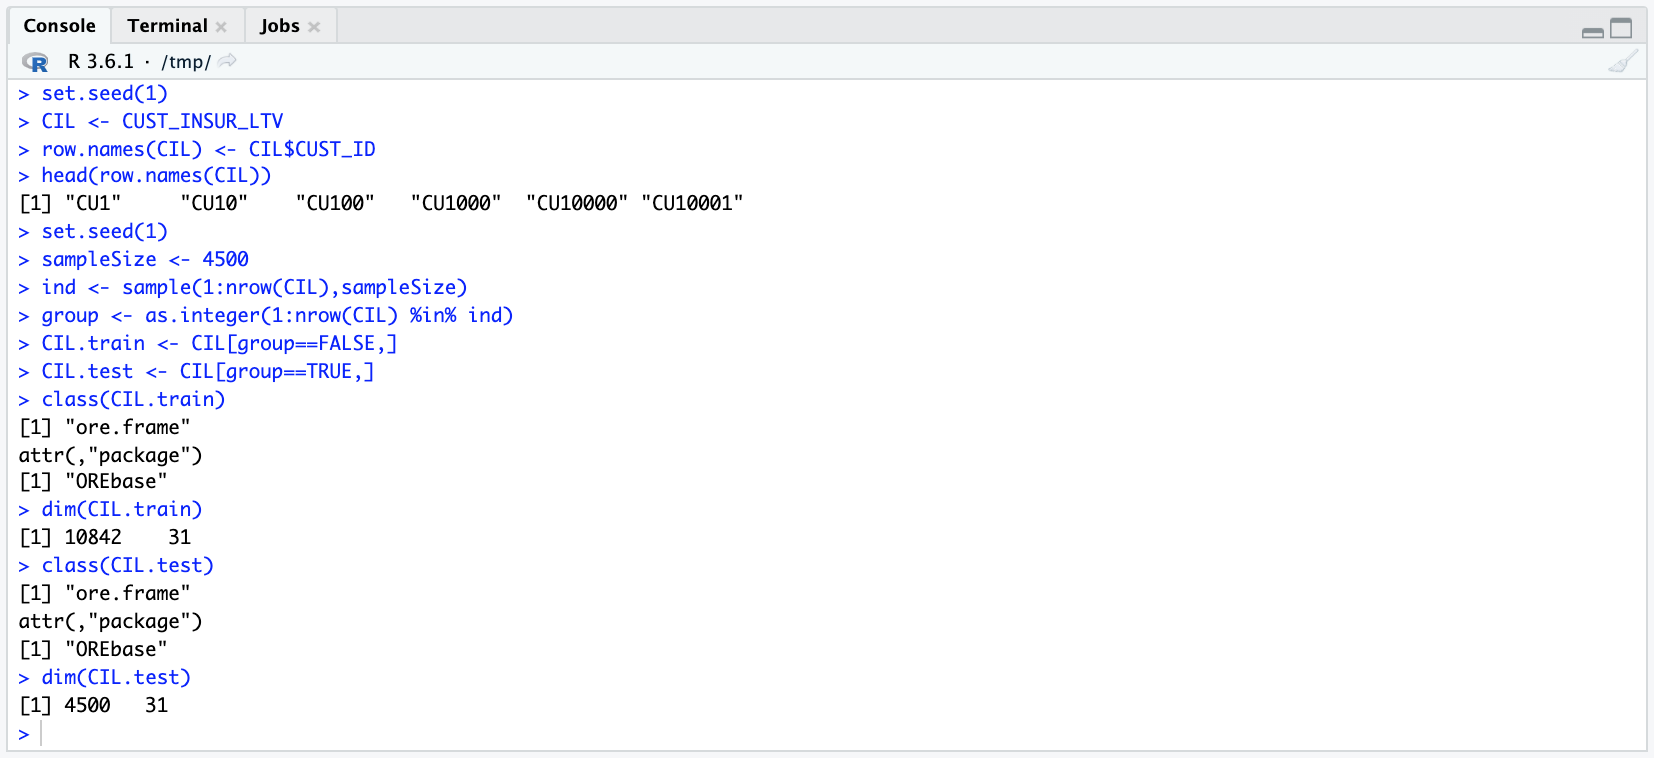 Console Terminal Jobs
R R 3.6.1 · /tmp/
> set.seed(1)
> CIL <- CUST_INSUR_LTV
> row.names(CIL) <- CIL$CUST_ID
> head(row.names(CIL))
[1] "CU1"     "CU10"    "CU100"   "CU1000"  "CU10000" "CU10001"
> set.seed(1)
> sampleSize <- 4500
> ind <- sample(1:nrow(CIL),sampleSize)
> group <- as.integer(1:nrow(CIL) %in% ind)
> CIL.train <- CIL[group==FALSE,]
> CIL.test <- CIL[group==TRUE,]
> class(CIL.train)
[1] "ore.frame"
attr(,"package")
[1] "OREbase"
> dim(CIL.train)
[1] 10842    31
> class(CIL.test)
[1] "ore.frame"
attr(,"package")
[1] "OREbase"
> dim(CIL.test)
[1] 4500   31
>